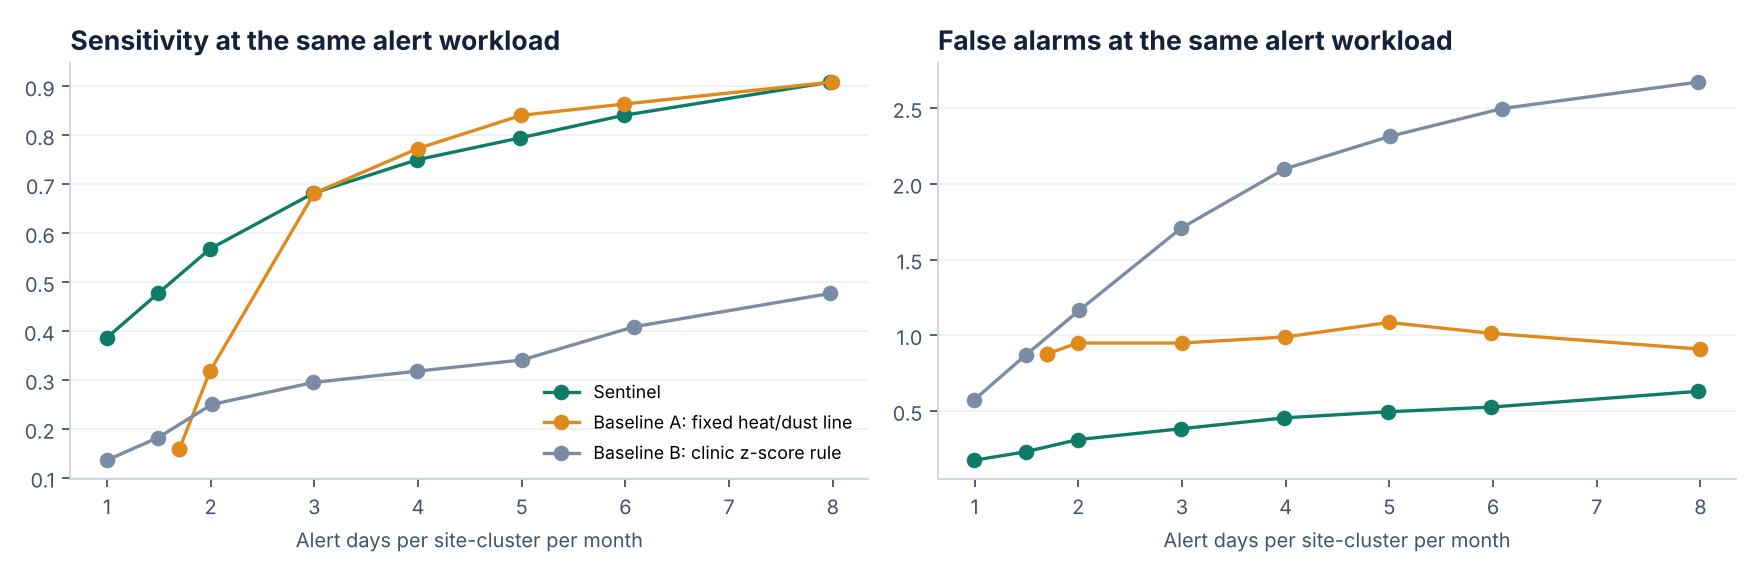 Sensitivity at the same alert workload
0.9
0.8
0.7
0.6
0.5
0.4
0.3
0.2
0.1
Sentinel
Baseline A: fixed heat/dust line
Baseline B: clinic z-score rule
1 2 3 4 5 6 7 8
Alert days per site-cluster per month
False alarms at the same alert workload
2.5
2.0
1.5
1.0
0.5
1 2 3 4 5 6 7 8
Alert days per site-cluster per month